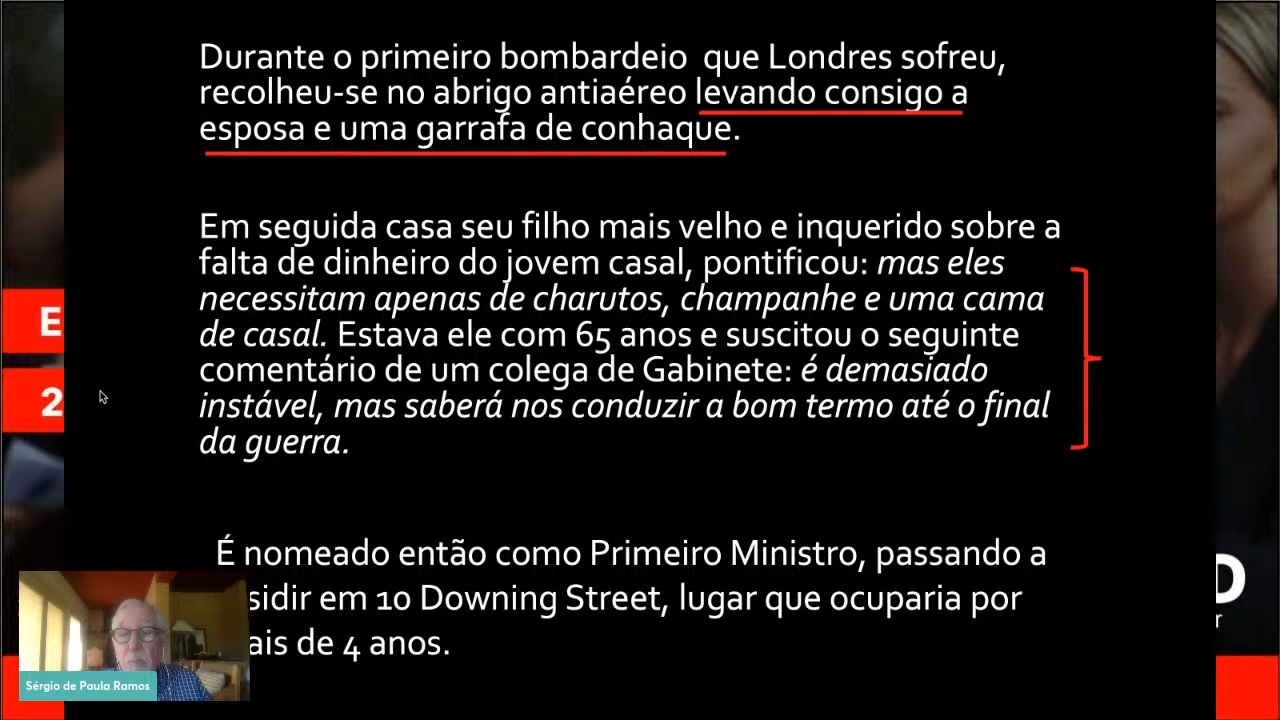 Durante o primeiro bombardeio que Londres sofreu,
recolheu-se no abrigo antiaéreo levando consigo a
esposa e uma garrafa de conhaque.
Em seguida casa seu filho mais velho e inquerido sobre a
falta de dinheiro do jovem casal, pontificou: mas eles
necessitam apenas de charutos, champanhe e uma cama
de casal. Estava ele com 65 anos e suscitou o seguinte
comentário de um colega de Gabinete: é demasiado
instável, mas saberá nos conduzir a bom termo até o final
da guerra.
É nomeado então como Primeiro Ministro, passando a
sidir em 10 Downing Street, lugar que ocuparia por
ais de 4 anos.
Sérgio de Paula Ramos
E
2
D
r